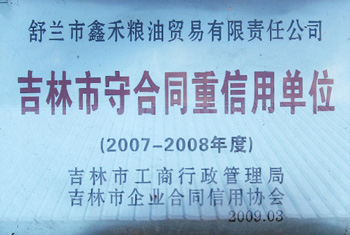 舒兰市鑫禾粮油贸易有限责任公司
吉林市守合同重信用单位
(2007-2008年度)
吉林市工商行政管理局
吉林市企业合同信用协会
2009.03